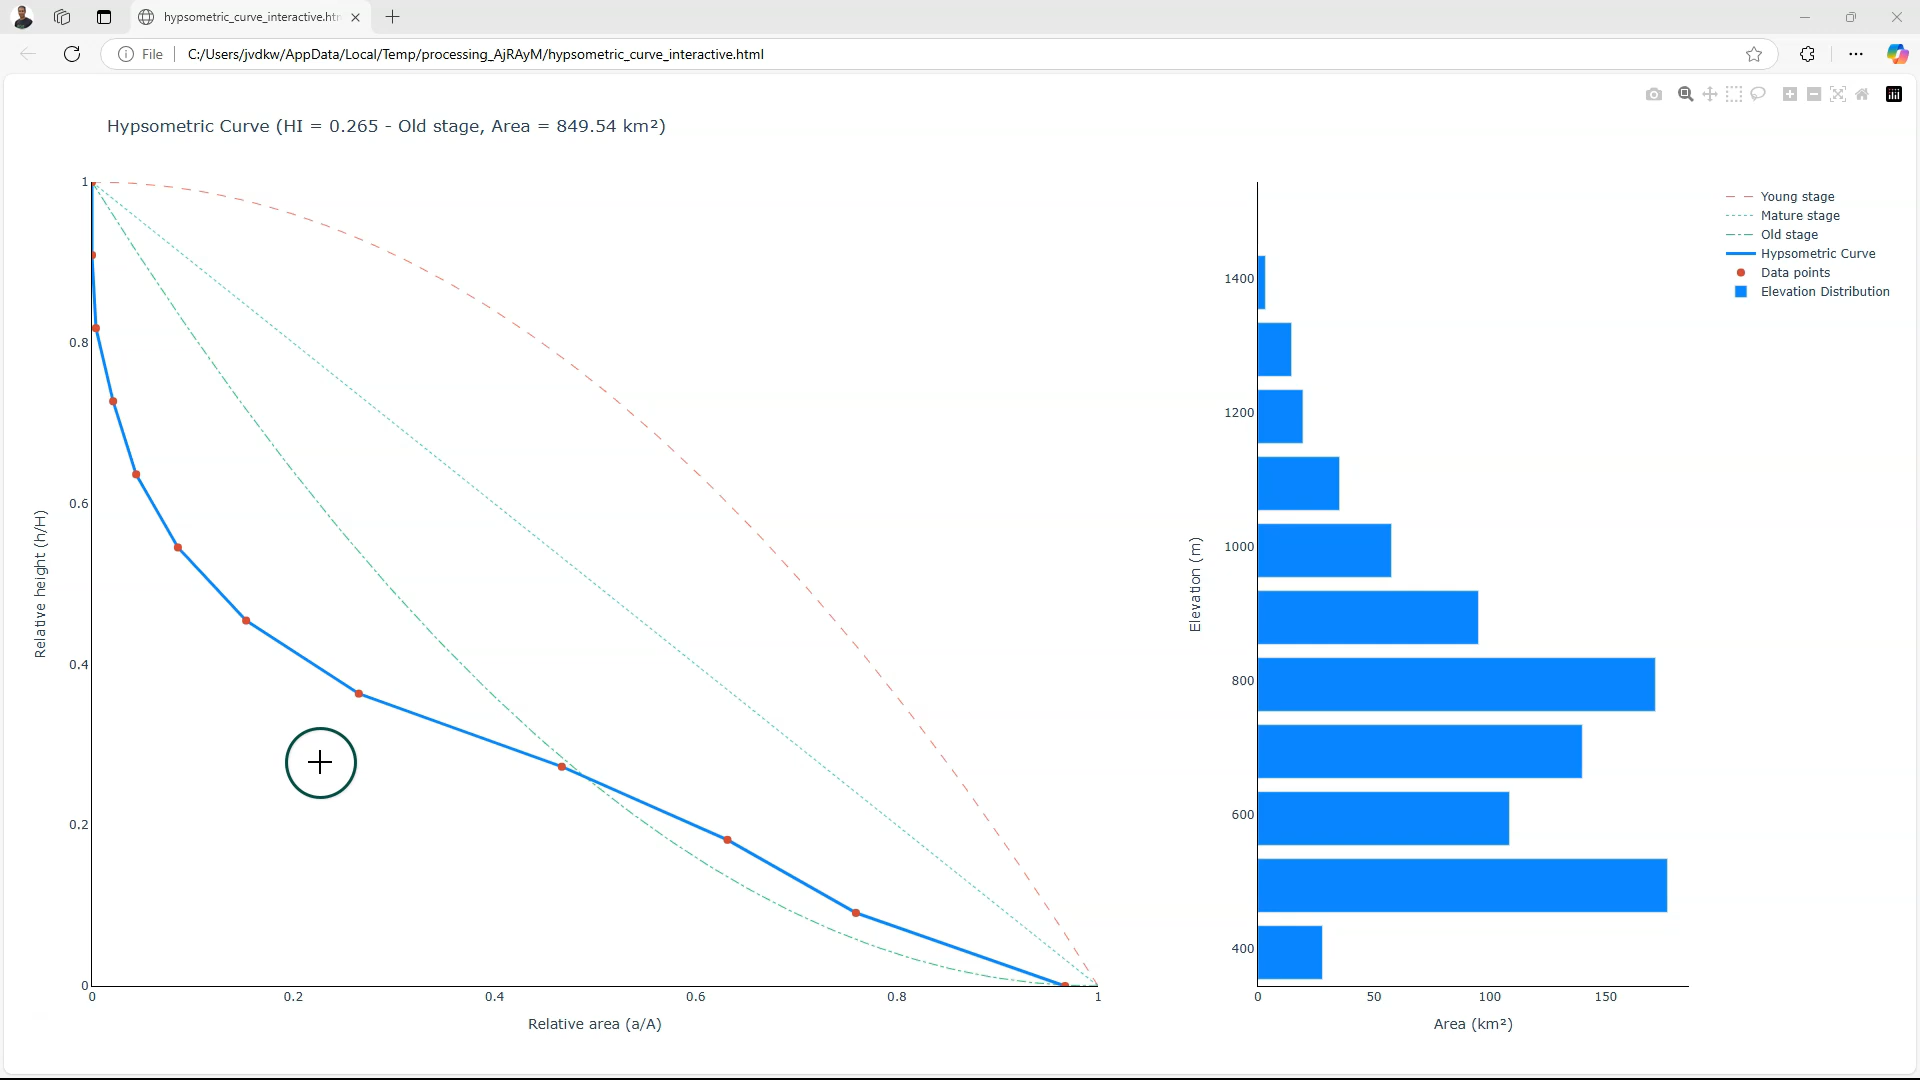 hypsometric_curve_interactive.htm
File
C:/Users/jvdkw/AppData/Local/Temp/processing_AjRAyM/hypsometric_curve_interactive.html
Hypsometric Curve (HI = 0.265 - Old stage, Area = 849.54 km²)
1
0.8
0.6
0.4
0.2
0
Relative height (h/H)
0 0.2 0.4 0.6 0.8 1
Relative area (a/A)
1400
1200
1000
800
600
400
Elevation (m)
0 50 100 150
Area (km²)
Young stage
Mature stage
Old stage
Hypsometric Curve
Data points
Elevation Distribution